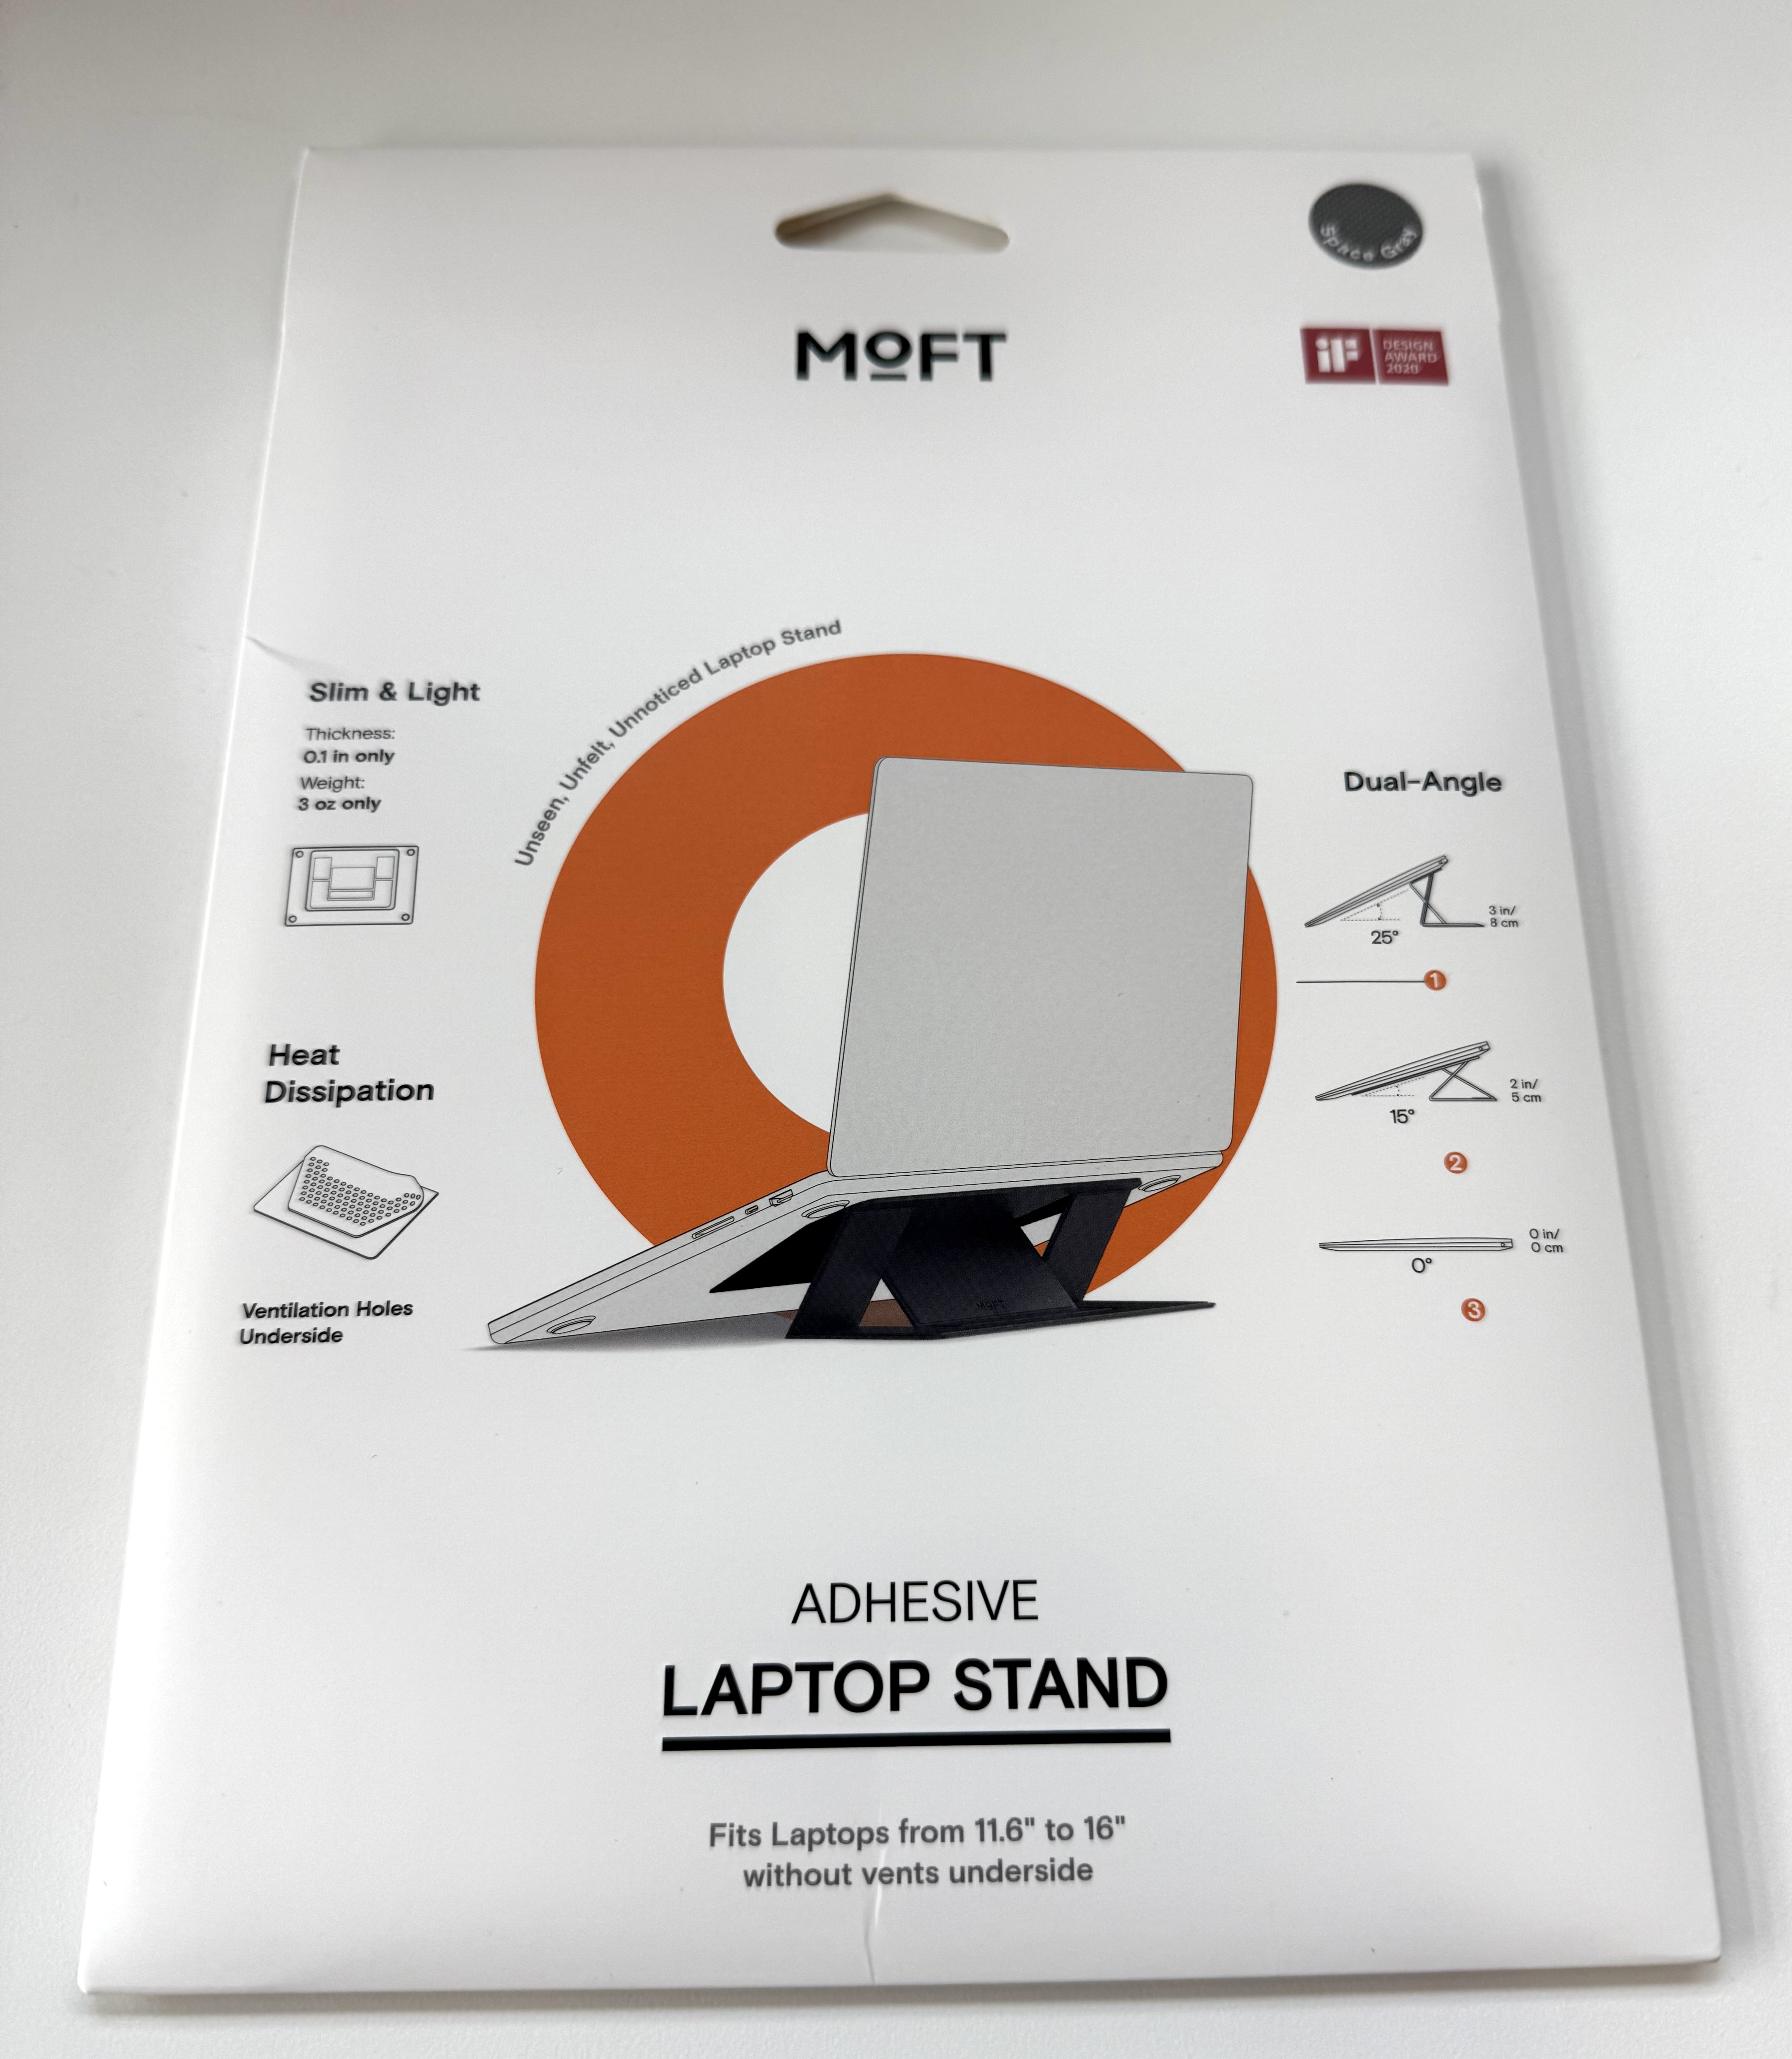 Space Gray
MOFT
iF DESIGN
AWARD
2020
Unseen, Unfelt, Unnoticed Laptop Stand
Slim & Light
Thickness:
0.1 in only
Weight:
3 oz only
Heat
Dissipation
Ventilation Holes
Underside
Dual-Angle
3 in/
8 cm
25°
1
2 in/
5 cm
15°
2
0 in/
0 cm
0°
3
MOFT
ADHESIVE
LAPTOP STAND
Fits Laptops from 11.6" to 16"
without vents underside